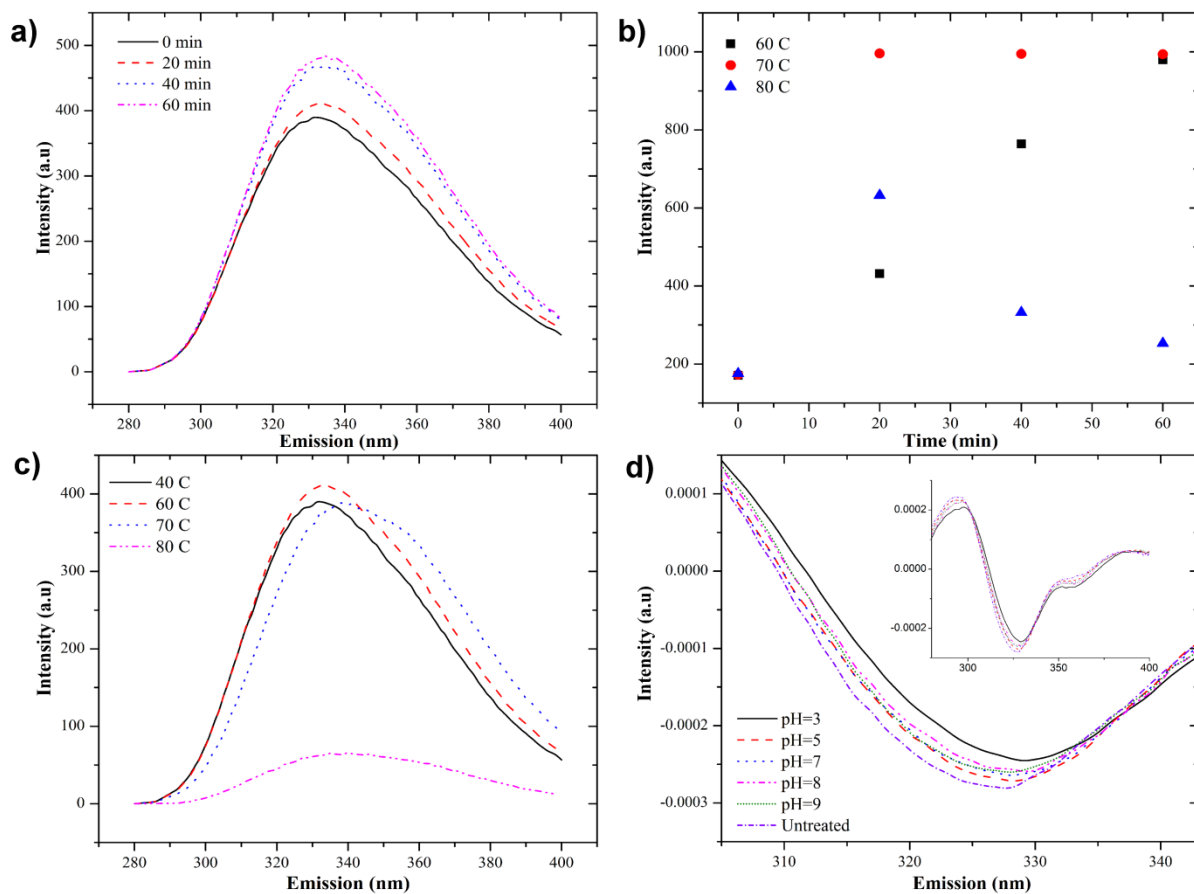 a)
0 min
20 min
40 min
60 min
500
400
300
200
100
0
Intensity (a.u)
280 300 320 340 360 380 400
Emission (nm)
b)
60 C
70 C
80 C
1000
800
600
400
200
Intensity (a.u)
0 10 20 30 40 50 60
Time (min)
c)
40 C
60 C
70 C
80 C
400
300
200
100
0
Intensity (a.u)
280 300 320 340 360 380 400
Emission (nm)
d)
0.0001
0.0000
-0.0001
-0.0002
-0.0003
Intensity (a.u)
0.0002
0.0000
-0.0002
300 350 400
pH=3
pH=5
pH=7
pH=8
pH=9
Untreated
310 320 330 340
Emission (nm)